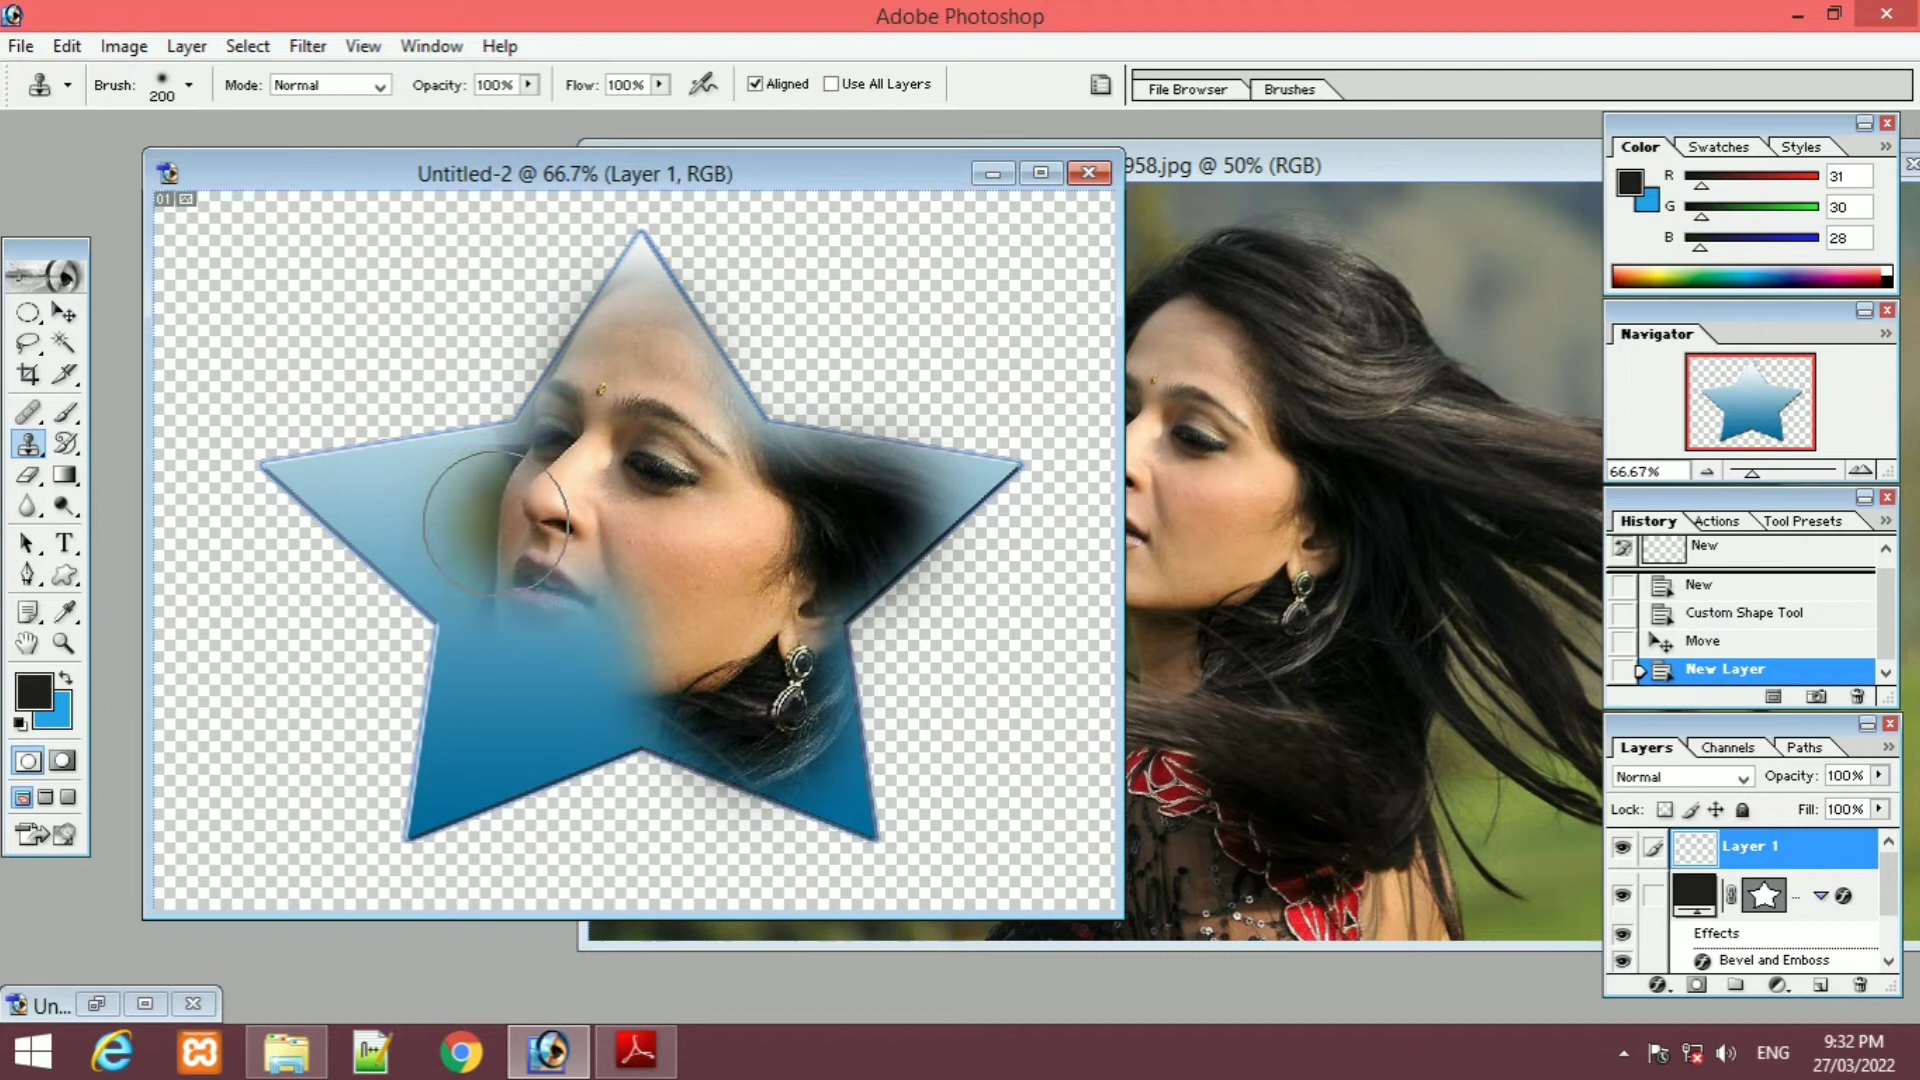 Adobe Photoshop
File Edit Image Layer Select Filter View Window Help
Brush: 200 Mode: Normal Opacity: 100% Flow: 100% Aligned Use All Layers File Browser Brushes
Untitled-2 @ 66.7% (Layer 1, RGB)
958.jpg @ 50% (RGB)
01
Color Swatches Styles
R 31
G 30
B 28
Navigator
66.67%
History Actions Tool Presets
New
New
Custom Shape Tool
Move
New Layer
Layers Channels Paths
Normal Opacity: 100%
Lock: Fill: 100%
Layer 1
...
Effects
Bevel and Emboss
Un...
ENG
9:32 PM
27/03/2022